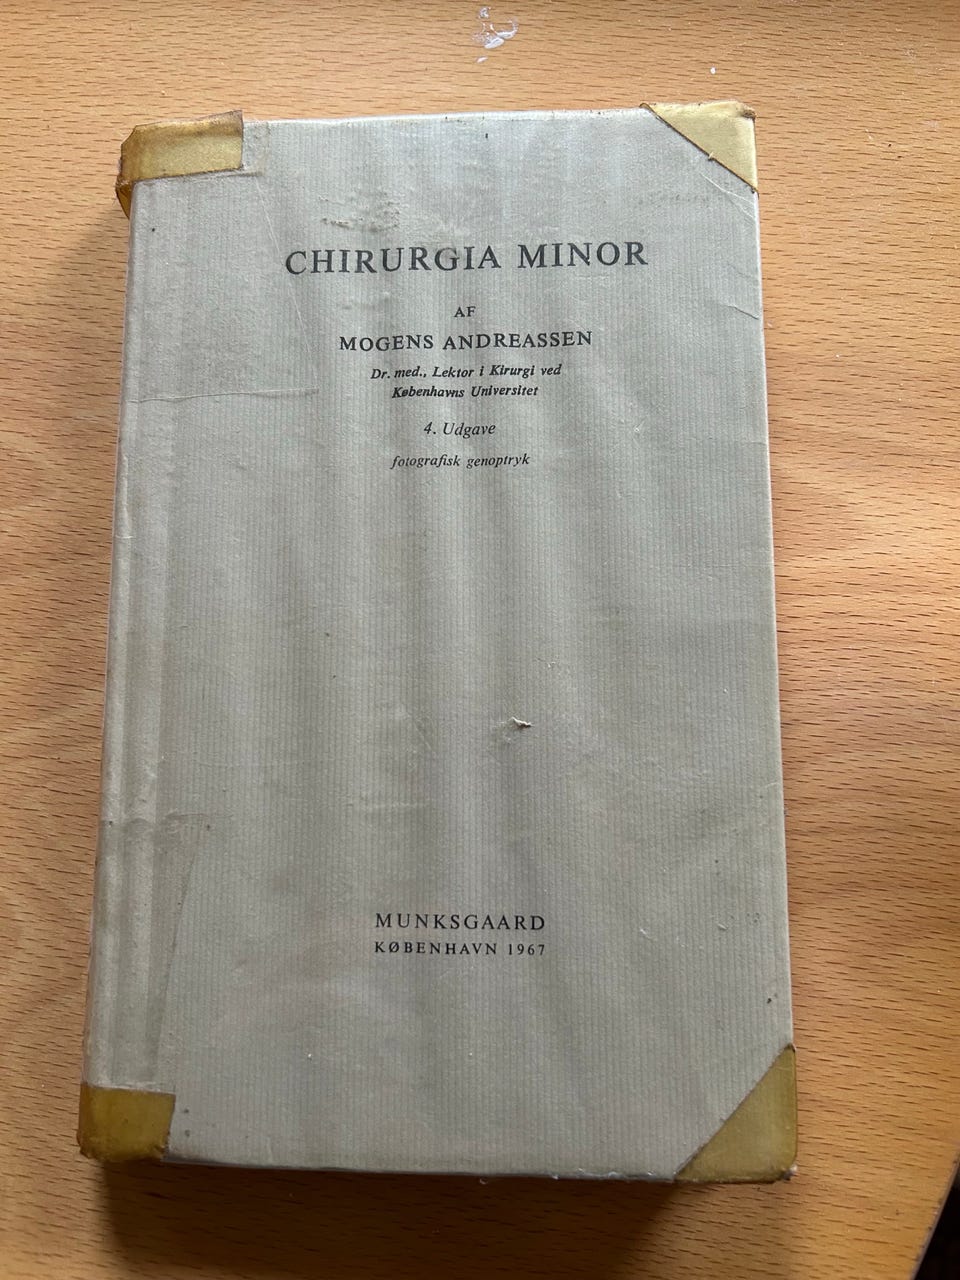 CHIRURGIA MINOR
AF
MOGENS ANDREASSEN
Dr. med., Lektor i Kirurgi ved
Københavns Universitet
4. Udgave
fotografisk genoptryk
MUNKSGAARD
KØBENHAVN 1967